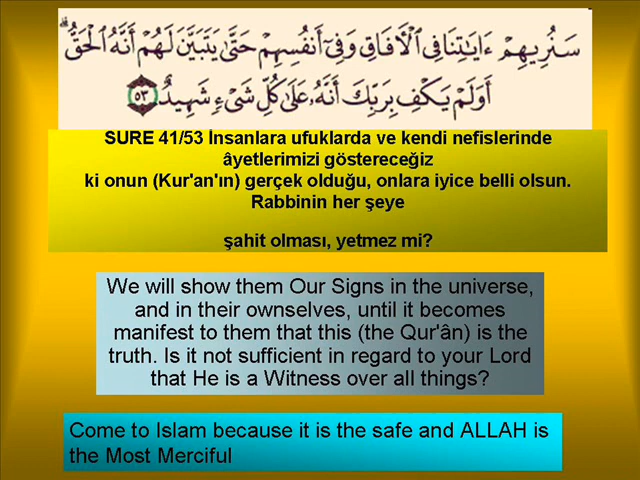 سَنُرِيهِمْ ءَايَٰتِنَا فِى ٱلْءَافَاقِ وَفِىٓ أَنفُسِهِمْ حَتَّىٰ يَتَبَيَّنَ لَهُمْ أَنَّهُ ٱلْحَقُّ ۗ
أَوَلَمْ يَكْفِ بِرَبِّكَ أَنَّهُۥ عَلَىٰ كُلِّ شَىْءٍ شَهِيدٌ ٥٣
SURE 41/53 İnsanlara ufuklarda ve kendi nefislerinde
âyetlerimizi göstereceğiz
ki onun (Kur'an'ın) gerçek olduğu, onlara iyice belli olsun.
Rabbinin her şeye
şahit olması, yetmez mi?
We will show them Our Signs in the universe,
and in their ownselves, until it becomes
manifest to them that this (the Qur'ân) is the
truth. Is it not sufficient in regard to your Lord
that He is a Witness over all things?
Come to Islam because it is the safe and ALLAH is
the Most Merciful